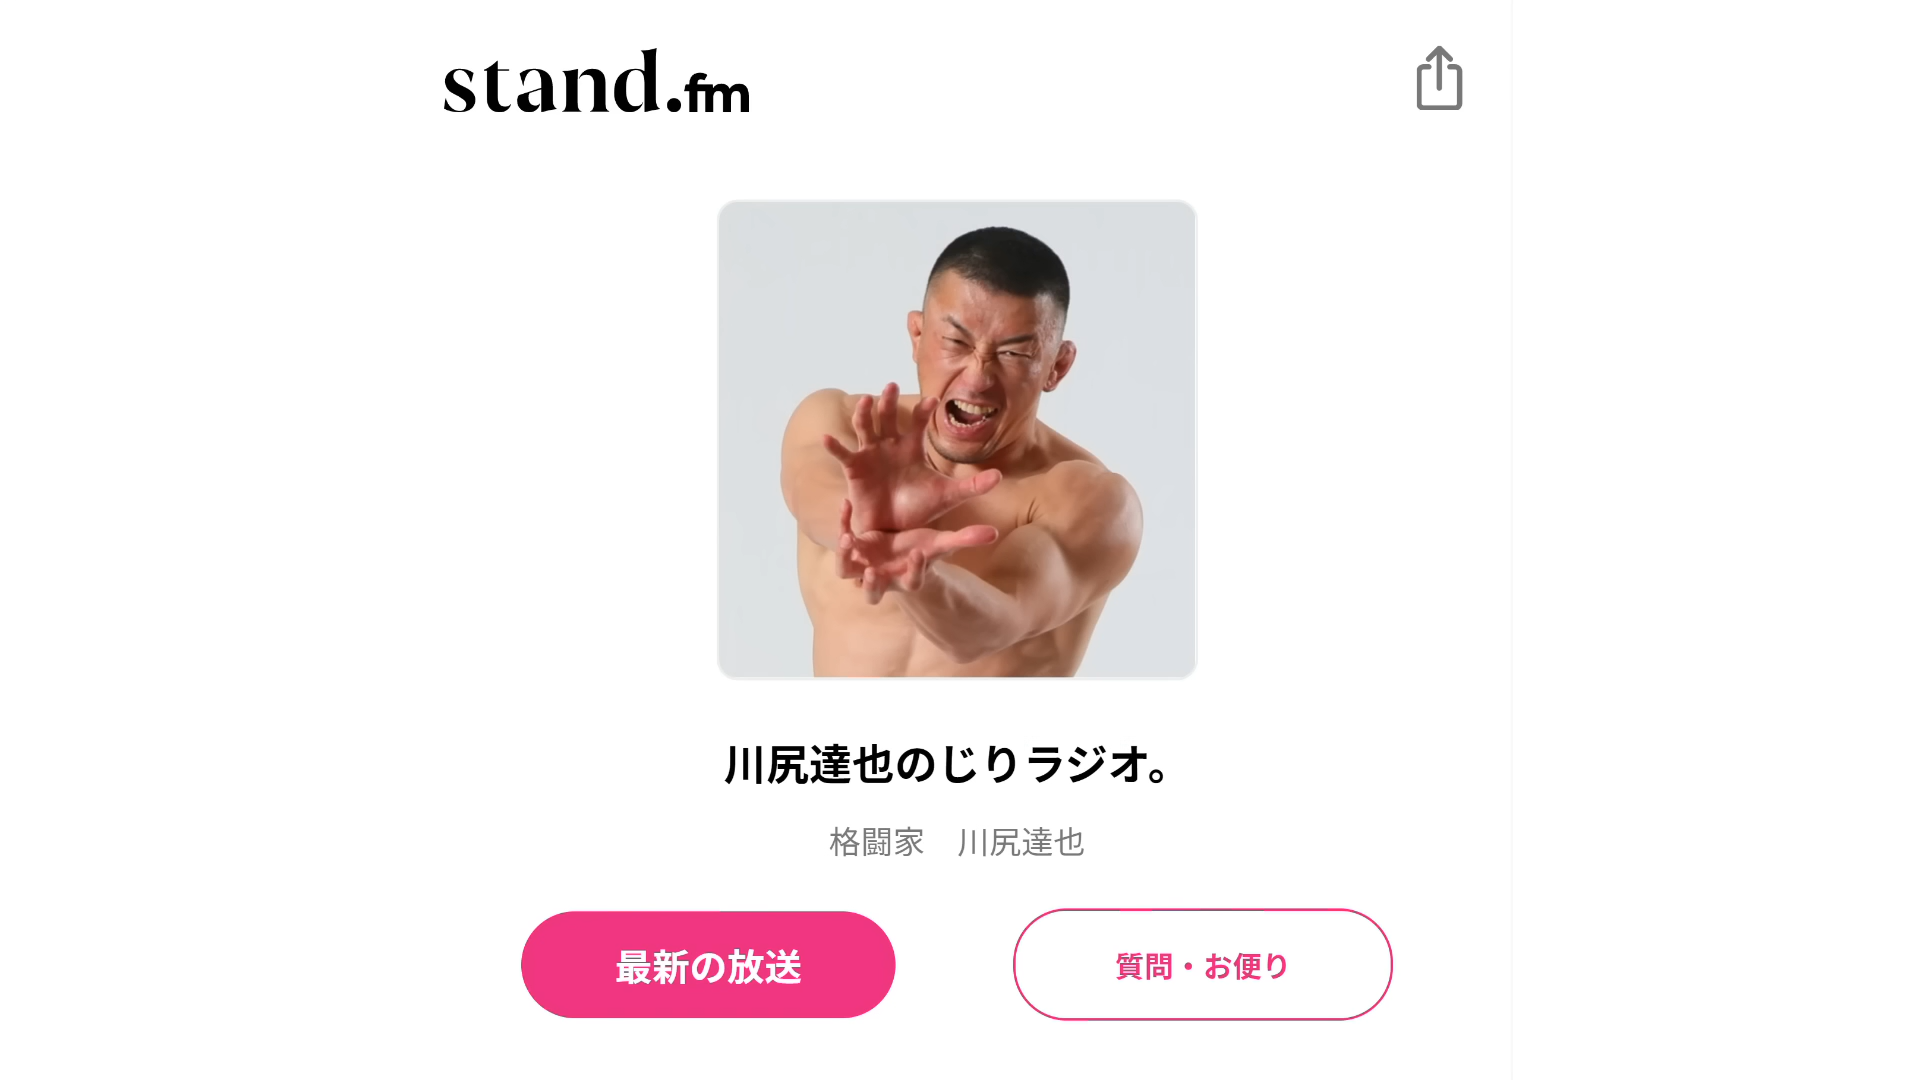 stand.fm
川尻達也のじりラジオ。
格闘家　川尻達也
最新の放送
質問・お便り